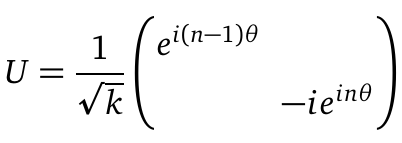 U = \frac{1}{\sqrt{k}} \begin{pmatrix} e^{i(n-1)\theta} & \\ & -ie^{in\theta} \end{pmatrix}